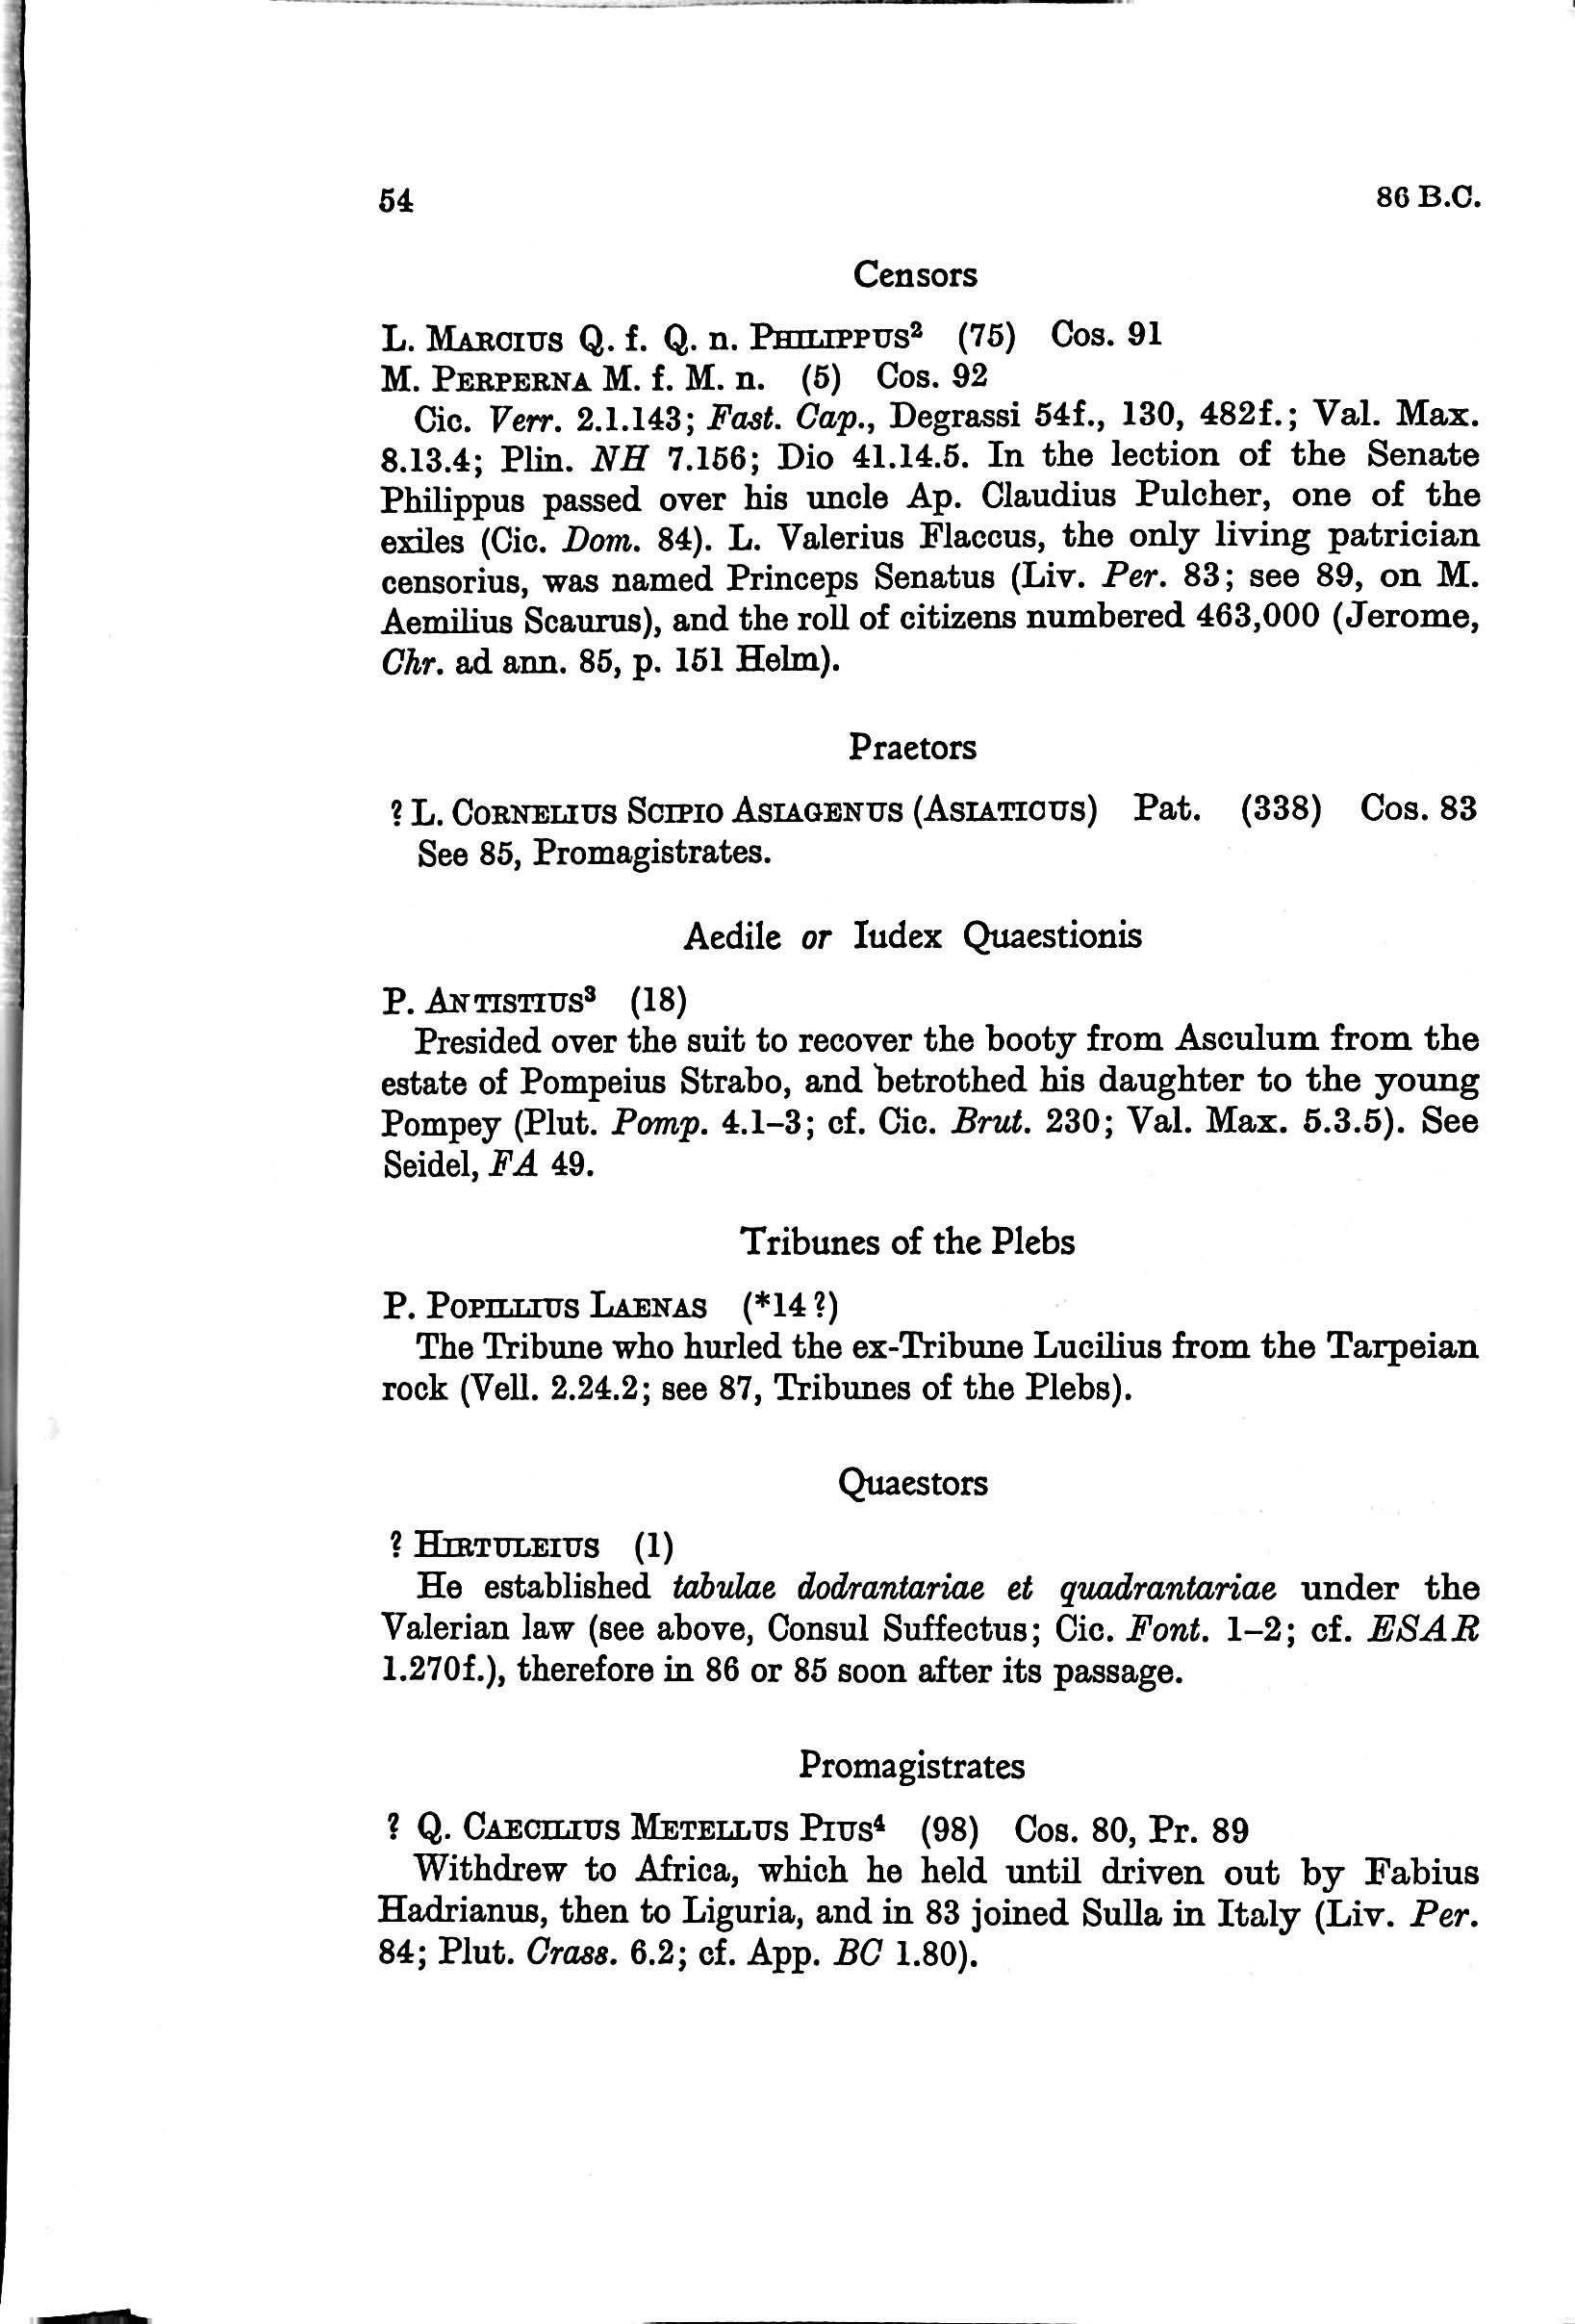 54 86 B.C.
Censors
L. MARCIUS Q. f. Q. n. PHILIPPUS² (75) Cos. 91
M. PERPERNA M. f. M. n. (5) Cos. 92
Cic. Verr. 2.1.143; Fast. Cap., Degrassi 54f., 130, 482f.; Val. Max.
8.13.4; Plin. NH 7.156; Dio 41.14.5. In the lection of the Senate
Philippus passed over his uncle Ap. Claudius Pulcher, one of the
exiles (Cic. Dom. 84). L. Valerius Flaccus, the only living patrician
censorius, was named Princeps Senatus (Liv. Per. 83; see 89, on M.
Aemilius Scaurus), and the roll of citizens numbered 463,000 (Jerome,
Chr. ad ann. 85, p. 151 Helm).
Praetors
? L. CORNELIUS SCIPIO ASIAGENUS (ASIATICUS) Pat. (338) Cos. 83
See 85, Promagistrates.
Aedile or Iudex Quaestionis
P. ANTISTIUS³ (18)
Presided over the suit to recover the booty from Asculum from the
estate of Pompeius Strabo, and betrothed his daughter to the young
Pompey (Plut. Pomp. 4.1–3; cf. Cic. Brut. 230; Val. Max. 5.3.5). See
Seidel, FA 49.
Tribunes of the Plebs
P. POPILLIUS LAENAS (*14?)
The Tribune who hurled the ex-Tribune Lucilius from the Tarpeian
rock (Vell. 2.24.2; see 87, Tribunes of the Plebs).
Quaestors
? HIRTULEIUS (1)
He established tabulae dodrantariae et quadrantariae under the
Valerian law (see above, Consul Suffectus; Cic. Font. 1–2; cf. ESAR
1.270f.), therefore in 86 or 85 soon after its passage.
Promagistrates
? Q. CAECILIUS METELLUS PIUS⁴ (98) Cos. 80, Pr. 89
Withdrew to Africa, which he held until driven out by Fabius
Hadrianus, then to Liguria, and in 83 joined Sulla in Italy (Liv. Per.
84; Plut. Crass. 6.2; cf. App. BC 1.80).